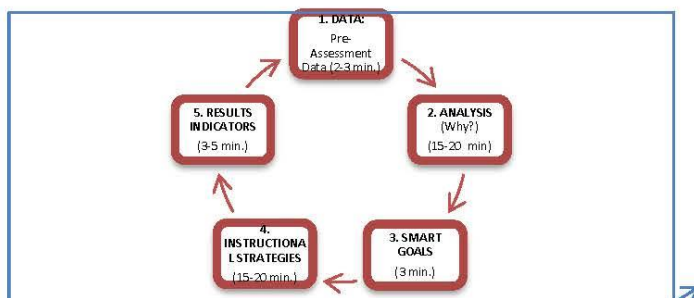 1. DATA:
Pre-
Assessment
Data (2-3 min.)
2. ANALYSIS
(Why?)
(15-20 min)
3. SMART
GOALS
(3 min.)
4.
INSTRUCTIONA
L STRATEGIES
(15-20 min.)
5. RESULTS
INDICATORS
(3-5 min.)